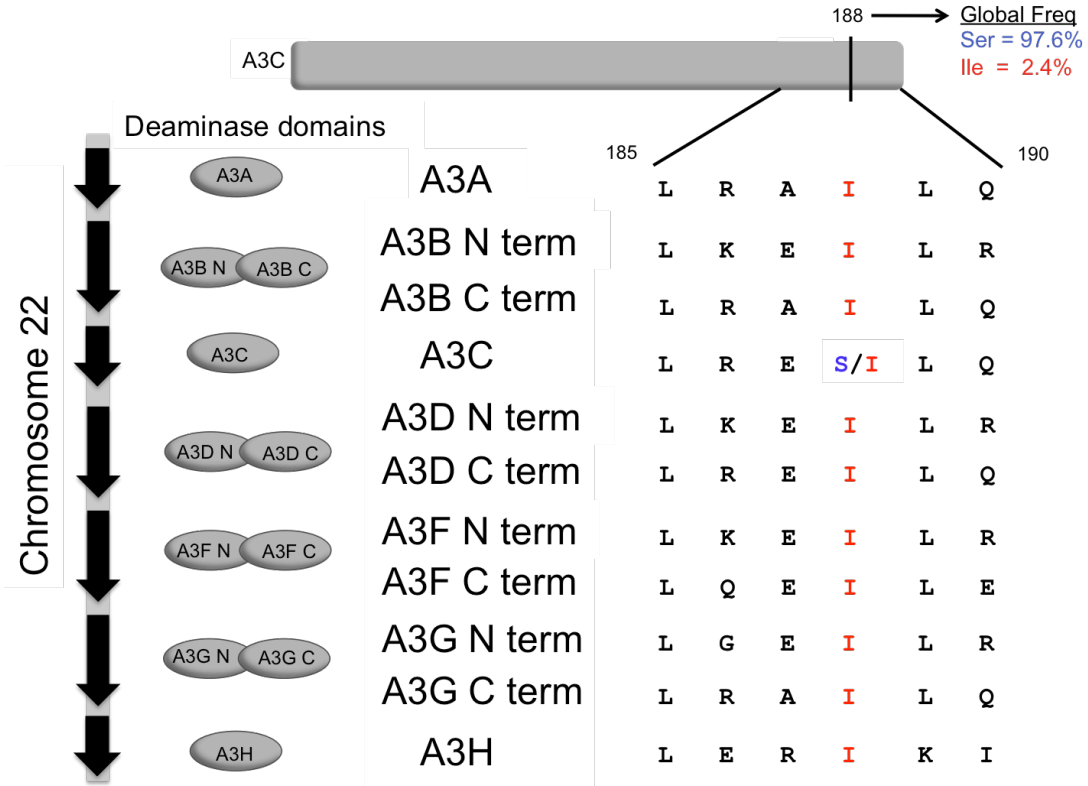 188 Global Freq
Ser = 97.6%
Ile = 2.4%
A3C
Deaminase domains
185 190
Chromosome 22
A3A A3A L R A I L Q
A3B N term L K E I L R
A3B N A3B C
A3B C term L R A I L Q
A3C A3C L R E S/I L Q
A3D N term L K E I L R
A3D N A3D C
A3D C term L R E I L Q
A3F N term L K E I L R
A3F N A3F C
A3F C term L Q E I L E
A3G N term L G E I L R
A3G N A3G C
A3G C term L R A I L Q
A3H A3H L E R I K I